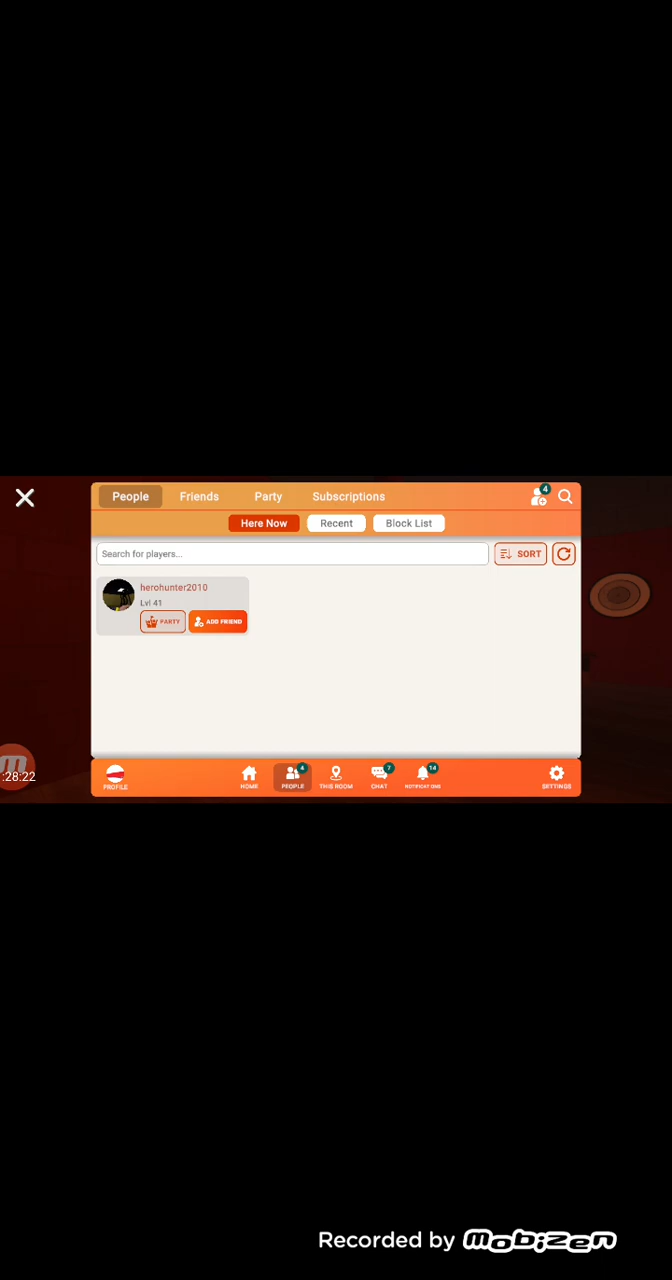 People Friends Party Subscriptions 4
Here Now Recent Block List
Search for players... SORT
herohunter2010
Lvl 41
PARTY ADD FRIEND
:28:22
PROFILE HOME PEOPLE 4 THIS ROOM CHAT 7 NOTIFICATIONS 14 SETTINGS
Recorded by mobizen